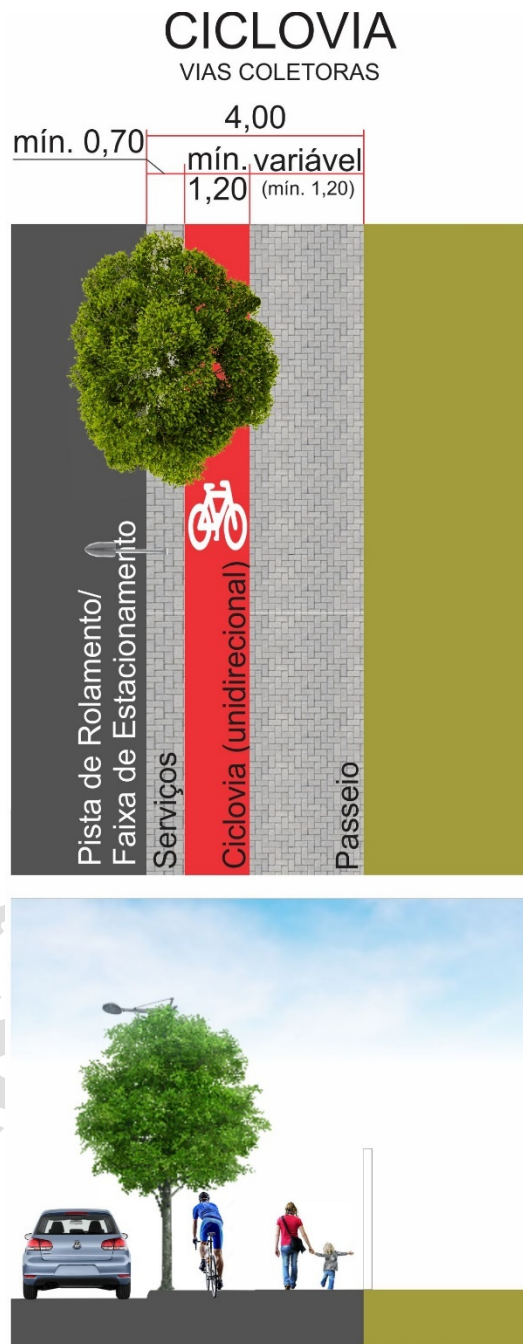 CICLOVIA
VIAS COLETORAS
4,00
mín. 0,70
mín.
1,20
variável
(mín. 1,20)
Pista de Rolamento/
Faixa de Estacionamento
Serviços
Ciclovia (unidirecional)
Passeio